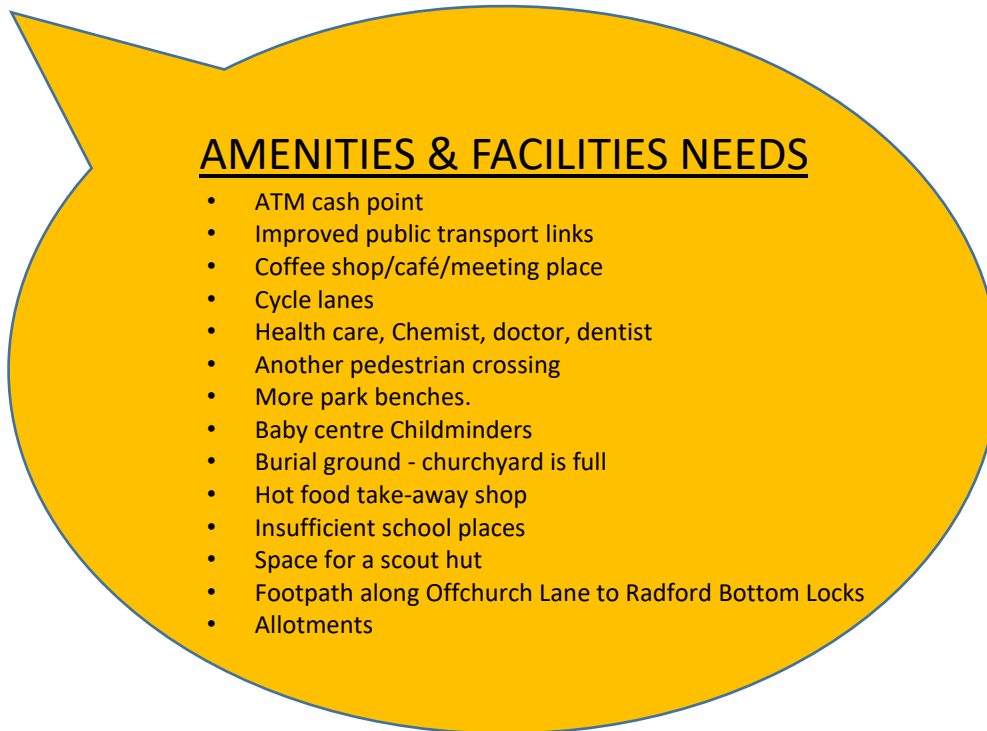 AMENITIES & FACILITIES NEEDS
• ATM cash point
• Improved public transport links
• Coffee shop/café/meeting place
• Cycle lanes
• Health care, Chemist, doctor, dentist
• Another pedestrian crossing
• More park benches.
• Baby centre Childminders
• Burial ground - churchyard is full
• Hot food take-away shop
• Insufficient school places
• Space for a scout hut
• Footpath along Offchurch Lane to Radford Bottom Locks
• Allotments